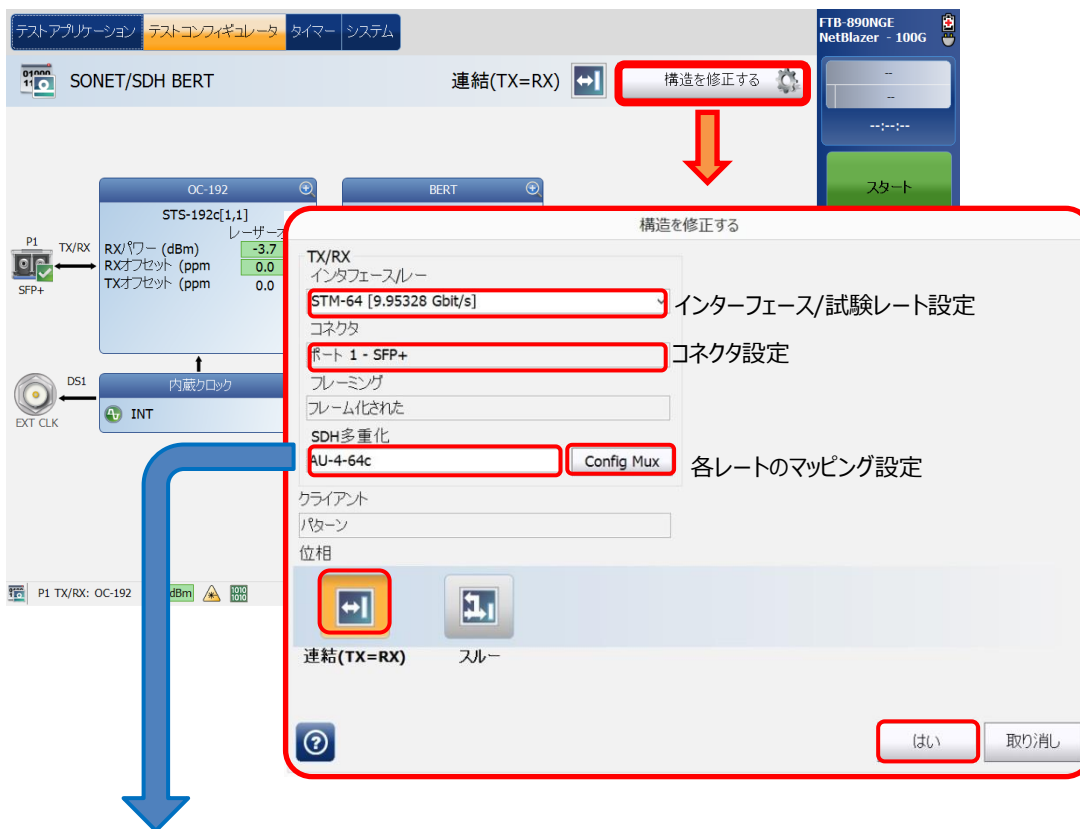 テストアプリケーション テストコンフィギュレータ タイマー システム
FTB-890NGE
NetBlazer - 100G
SONET/SDH BERT 連結(TX=RX) 構造を修正する
--
--
--:--:--
スタート
OC-192 BERT
STS-192c[1,1]
レーザーオ
P1 TX/RX
RXパワー (dBm) -3.7
RXオフセット (ppm 0.0
TXオフセット (ppm 0.0
SFP+
DS1
内蔵クロック
INT
EXT CLK
P1 TX/RX: OC-192 dBm
構造を修正する
TX/RX
インタフェース/レー
STM-64 [9.95328 Gbit/s] インターフェース/試験レート設定
コネクタ
ポート 1 - SFP+ コネクタ設定
フレーミング
フレーム化された
SDH多重化
AU-4-64c Config Mux 各レートのマッピング設定
クライアント
パターン
位相
連結(TX=RX) スルー
はい 取り消し